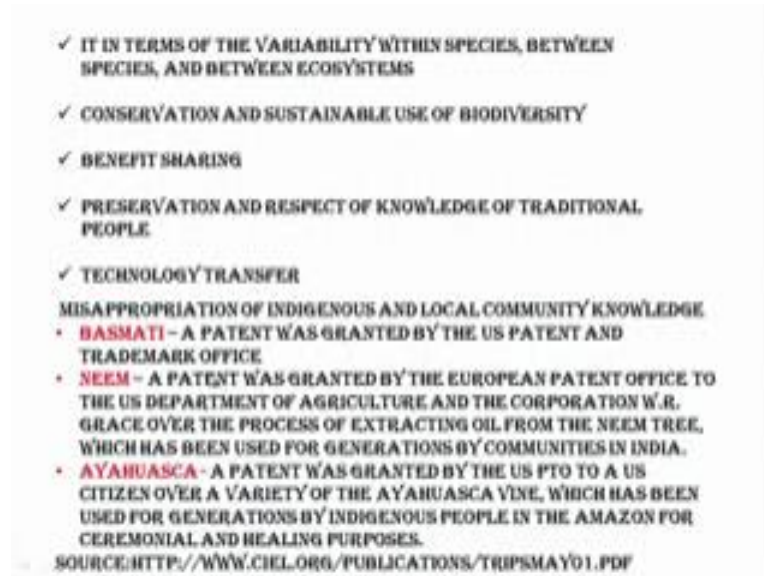 ✓ IT IN TERMS OF THE VARIABILITY WITHIN SPECIES, BETWEEN
SPECIES, AND BETWEEN ECOSYSTEMS
✓ CONSERVATION AND SUSTAINABLE USE OF BIODIVERSITY
✓ BENEFIT SHARING
✓ PRESERVATION AND RESPECT OF KNOWLEDGE OF TRADITIONAL
PEOPLE
✓ TECHNOLOGY TRANSFER
MISAPPROPRIATION OF INDIGENOUS AND LOCAL COMMUNITY KNOWLEDGE
• BASMATI – A PATENT WAS GRANTED BY THE US PATENT AND
TRADEMARK OFFICE
• NEEM – A PATENT WAS GRANTED BY THE EUROPEAN PATENT OFFICE TO
THE US DEPARTMENT OF AGRICULTURE AND THE CORPORATION W.R.
GRACE OVER THE PROCESS OF EXTRACTING OIL FROM THE NEEM TREE,
WHICH HAS BEEN USED FOR GENERATIONS BY COMMUNITIES IN INDIA.
• AYAHUASCA - A PATENT WAS GRANTED BY THE US PTO TO A US
CITIZEN OVER A VARIETY OF THE AYAHUASCA VINE, WHICH HAS BEEN
USED FOR GENERATIONS BY INDIGENOUS PEOPLE IN THE AMAZON FOR
CEREMONIAL AND HEALING PURPOSES.
SOURCE:HTTP://WWW.CIEL.ORG/PUBLICATIONS/TRIPSMAY01.PDF